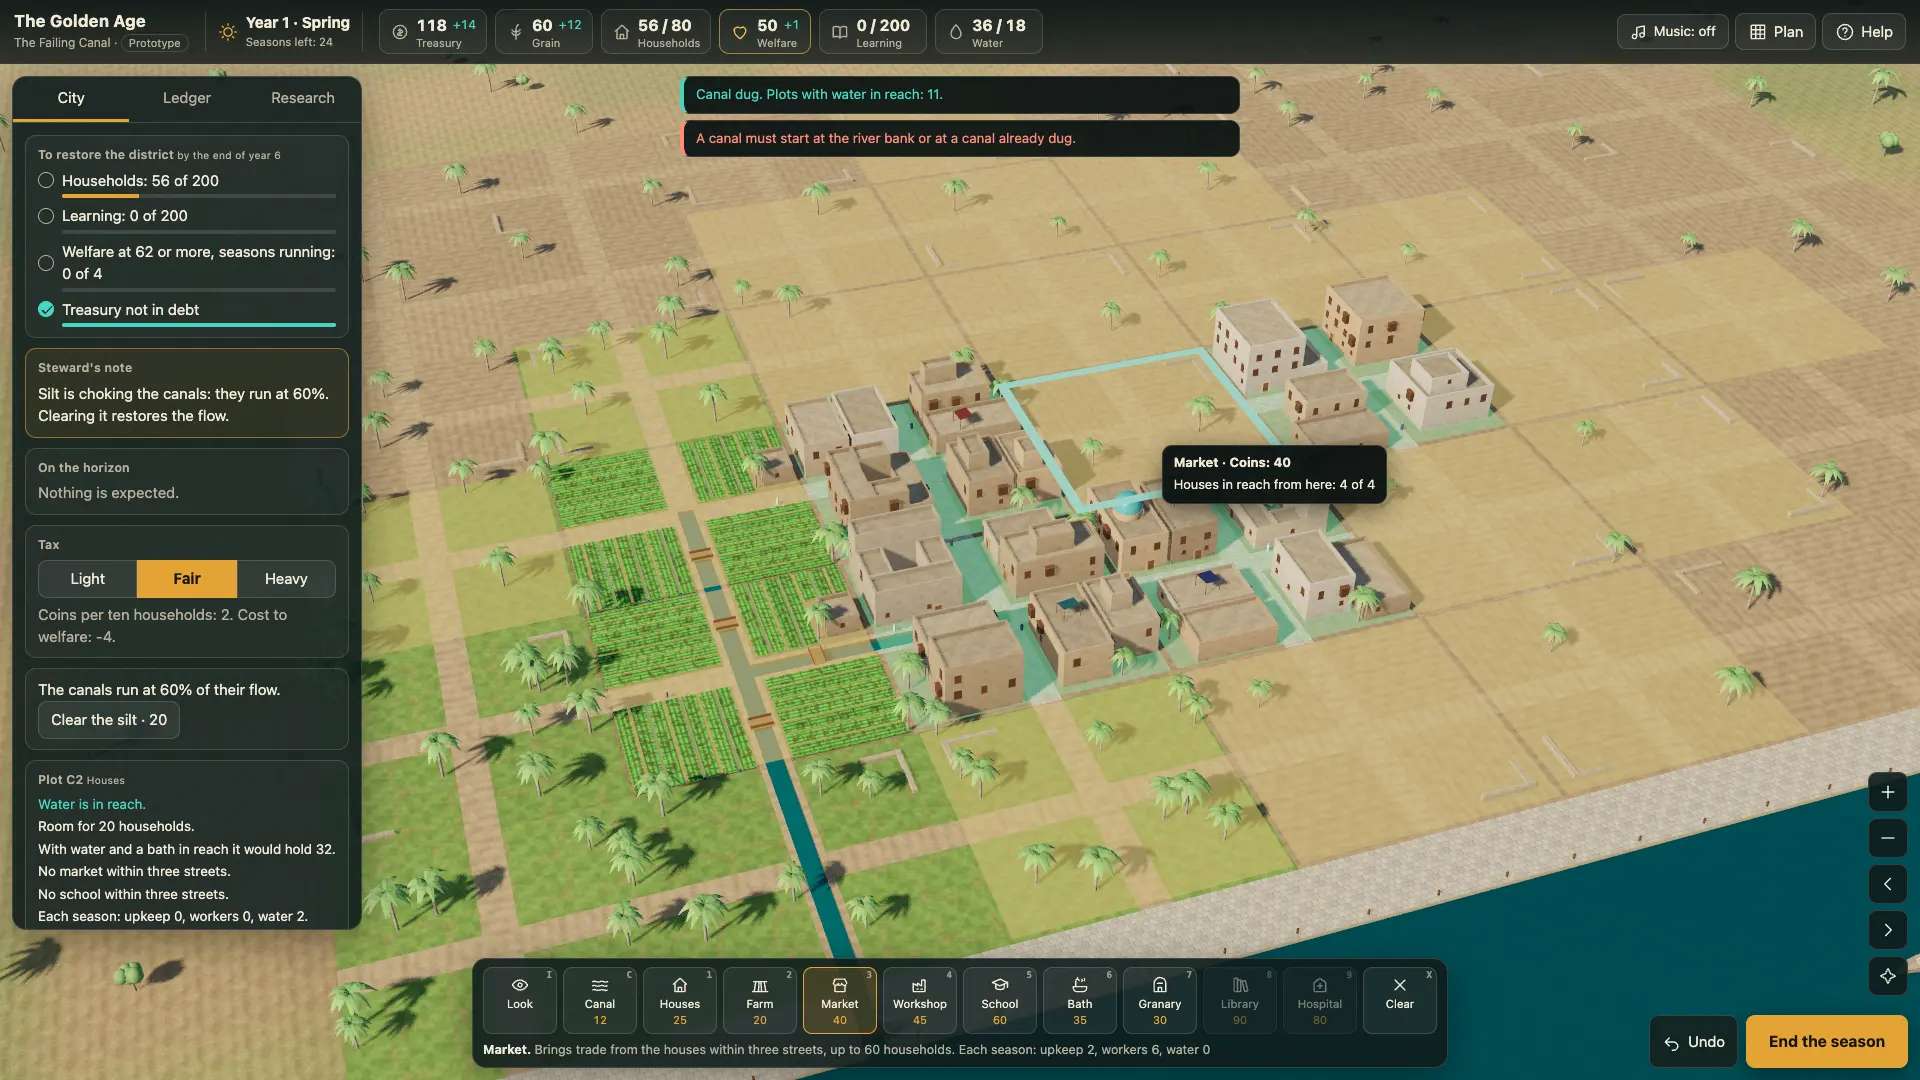 The Golden Age
The Failing Canal · Prototype
Year 1 · Spring
Seasons left: 24
118 +14
Treasury
60 +12
Grain
56 / 80
Households
50 +1
Welfare
0 / 200
Learning
36 / 18
Water
Music: off
Plan
Help
City
Ledger
Research
To restore the district by the end of year 6
Households: 56 of 200
Learning: 0 of 200
Welfare at 62 or more, seasons running:
0 of 4
Treasury not in debt
Steward's note
Silt is choking the canals: they run at 60%.
Clearing it restores the flow.
On the horizon
Nothing is expected.
Tax
Light
Fair
Heavy
Coins per ten households: 2. Cost to
welfare: -4.
The canals run at 60% of their flow.
Clear the silt · 20
Plot C2 Houses
Water is in reach.
Room for 20 households.
With water and a bath in reach it would hold 32.
No market within three streets.
No school within three streets.
Each season: upkeep 0, workers 0, water 2.
Canal dug. Plots with water in reach: 11.
A canal must start at the river bank or at a canal already dug.
Market · Coins: 40
Houses in reach from here: 4 of 4
I
Look
C
Canal
12
1
Houses
25
2
Farm
20
3
Market
40
4
Workshop
45
5
School
60
6
Bath
35
7
Granary
30
8
Library
90
9
Hospital
80
X
Clear
Market. Brings trade from the houses within three streets, up to 60 households. Each season: upkeep 2, workers 6, water 0
Undo
End the season